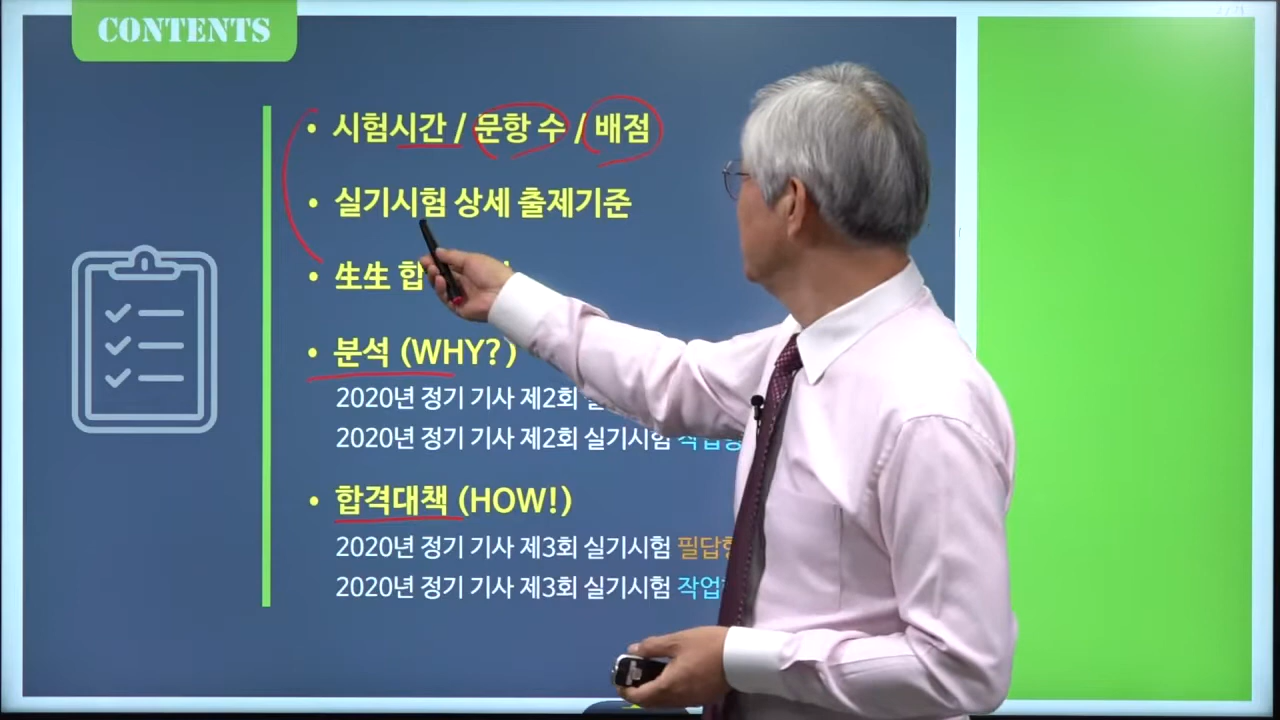 CONTENTS
• 시험시간 / 문항 수 / 배점
• 실기시험 상세 출제기준
• 生生 합
• 분석 (WHY?)
2020년 정기 기사 제2회
2020년 정기 기사 제2회 실기시험
• 합격대책 (HOW!)
2020년 정기 기사 제3회 실기시험 필답형
2020년 정기 기사 제3회 실기시험 작업